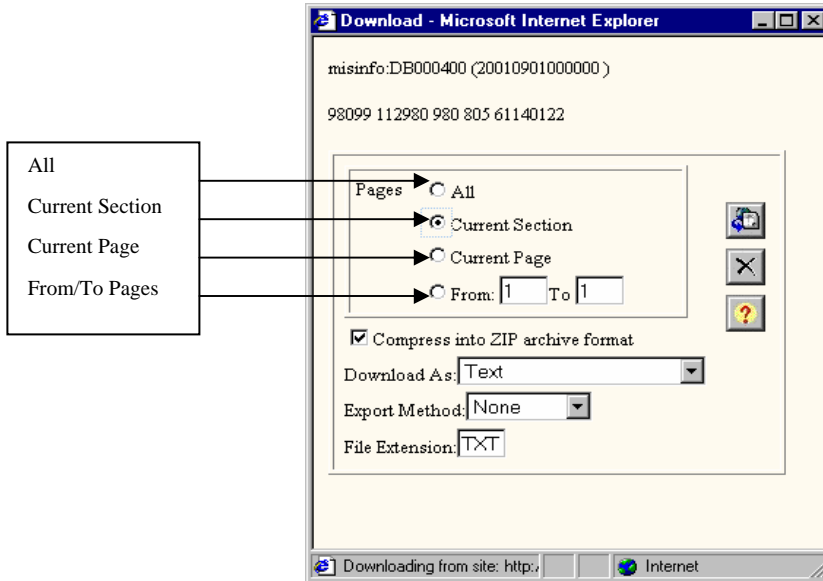 Download - Microsoft Internet Explorer
misinfo:DB000400 (20010901000000 )
98099 112980 980 805 61140122
All
Current Section
Current Page
From/To Pages
Pages All
Current Section
Current Page
From: 1 To 1
Compress into ZIP archive format
Download As: Text
Export Method: None
File Extension: TXT
Downloading from site: http:/
Internet